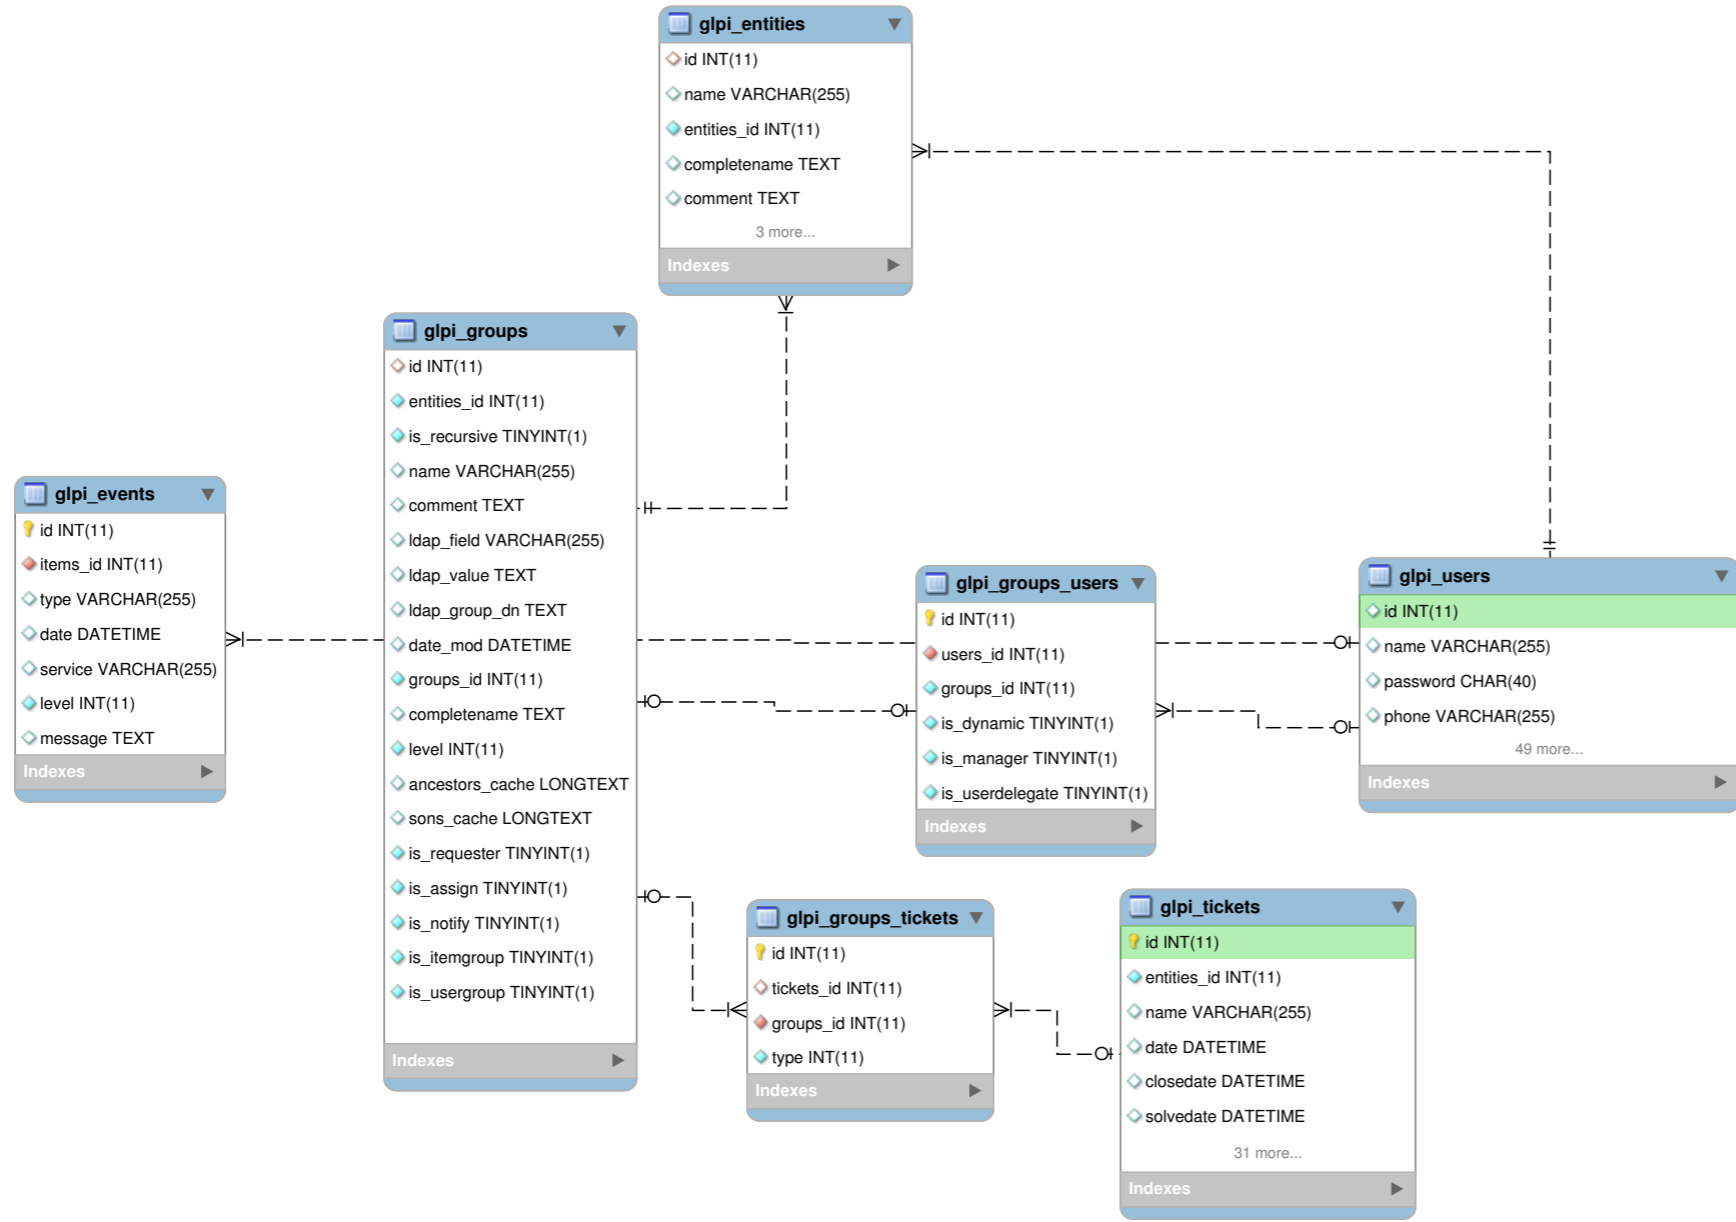 glpi_entities
id INT(11)
name VARCHAR(255)
entities_id INT(11)
completename TEXT
comment TEXT
3 more...
Indexes
glpi_groups
id INT(11)
entities_id INT(11)
is_recursive TINYINT(1)
name VARCHAR(255)
comment TEXT
ldap_field VARCHAR(255)
ldap_value TEXT
ldap_group_dn TEXT
date_mod DATETIME
groups_id INT(11)
completename TEXT
level INT(11)
ancestors_cache LONGTEXT
sons_cache LONGTEXT
is_requester TINYINT(1)
is_assign TINYINT(1)
is_notify TINYINT(1)
is_itemgroup TINYINT(1)
is_usergroup TINYINT(1)
Indexes
glpi_events
id INT(11)
items_id INT(11)
type VARCHAR(255)
date DATETIME
service VARCHAR(255)
level INT(11)
message TEXT
Indexes
glpi_groups_users
id INT(11)
users_id INT(11)
groups_id INT(11)
is_dynamic TINYINT(1)
is_manager TINYINT(1)
is_userdelegate TINYINT(1)
Indexes
glpi_users
id INT(11)
name VARCHAR(255)
password CHAR(40)
phone VARCHAR(255)
49 more...
Indexes
glpi_groups_tickets
id INT(11)
tickets_id INT(11)
groups_id INT(11)
type INT(11)
Indexes
glpi_tickets
id INT(11)
entities_id INT(11)
name VARCHAR(255)
date DATETIME
closedate DATETIME
solvedate DATETIME
31 more...
Indexes